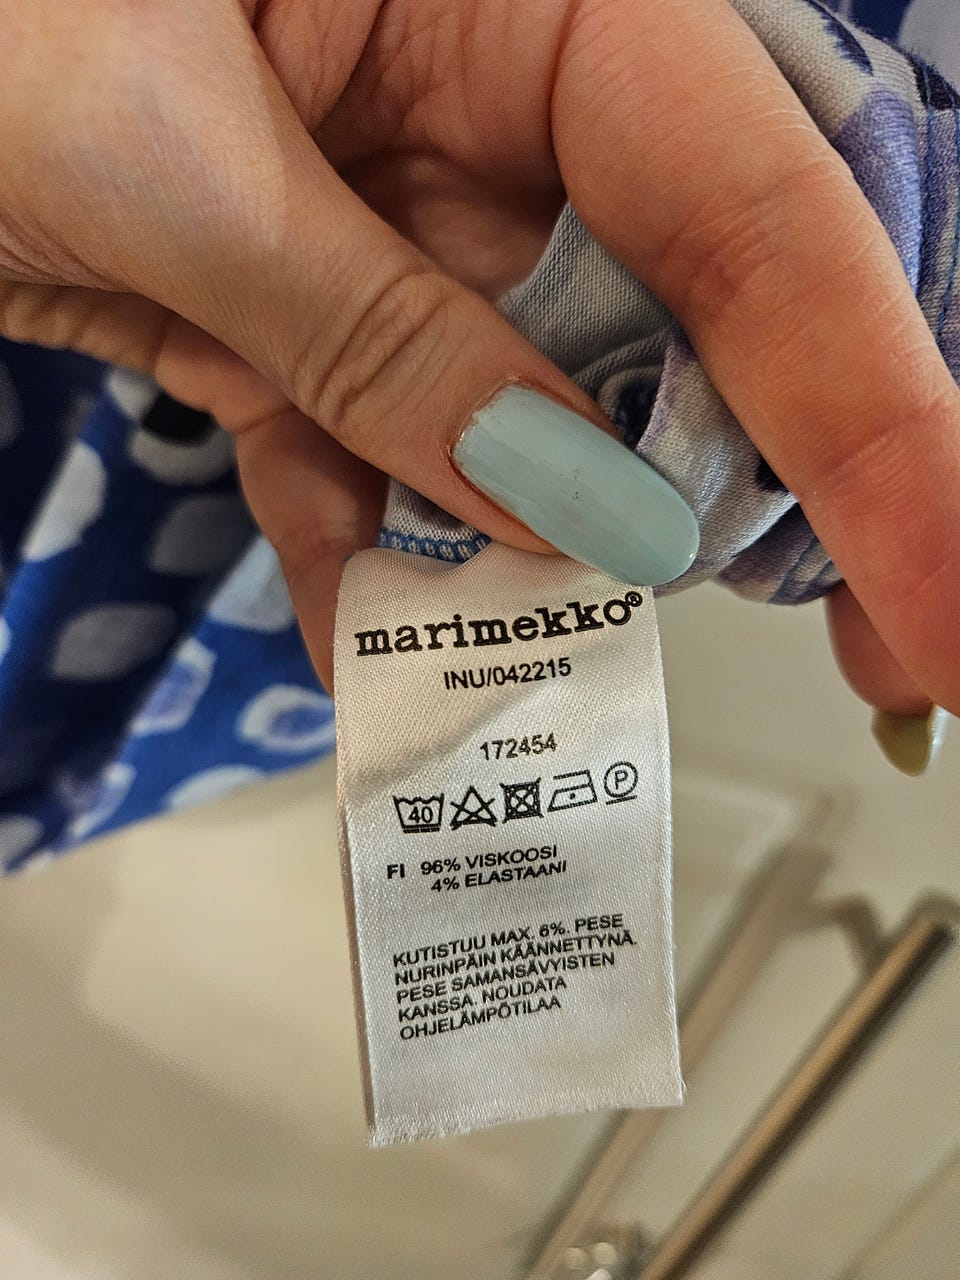 marimekko®
INU/042215
172454
40 P
FI 96% VISKOOSI
4% ELASTAANI
KUTISTUU MAX. 6%. PESE
NURINPÄIN KÄÄNNETTYNÄ.
PESE SAMANSÄVYISTEN
KANSSA. NOUDATA
OHJELÄMPÖTILAA